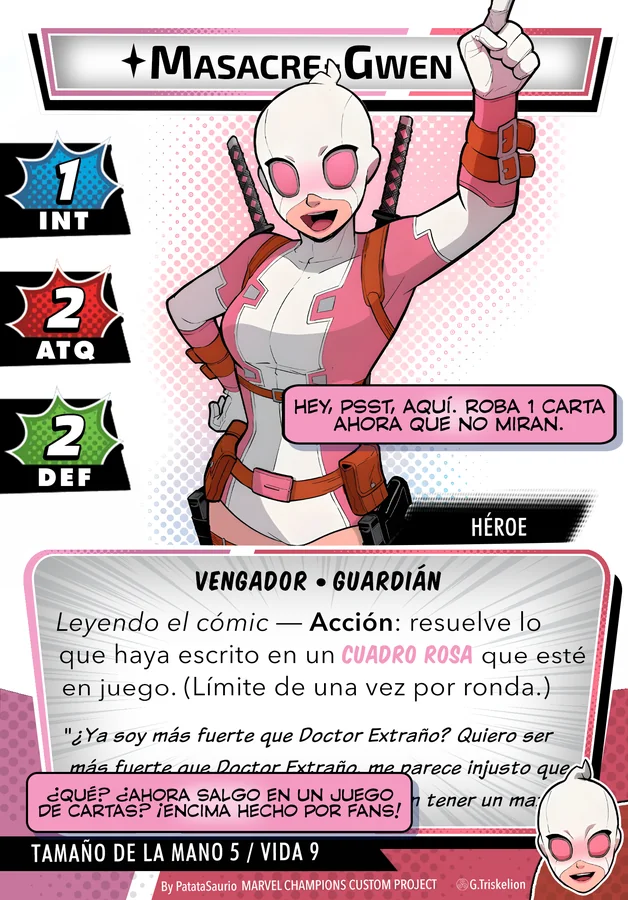 MASACRE-GWEN
1
INT
2
ATQ
2
DEF
HEY, PSST, AQUÍ. ROBA 1 CARTA
AHORA QUE NO MIRAN.
HÉROE
VENGADOR • GUARDIÁN
Leyendo el cómic — Acción: resuelve lo
que haya escrito en un CUADRO ROSA que esté
en juego. (Límite de una vez por ronda.)
"¿Ya soy más fuerte que Doctor Extraño? Quiero ser
más fuerte que Doctor Extraño, me parece injusto que
n tener un ma
¿QUÉ? ¿AHORA SALGO EN UN JUEGO
DE CARTAS? ¡ENCIMA HECHO POR FANS!
TAMAÑO DE LA MANO 5 / VIDA 9
By PatataSaurio MARVEL CHAMPIONS CUSTOM PROJECT G.Triskelion